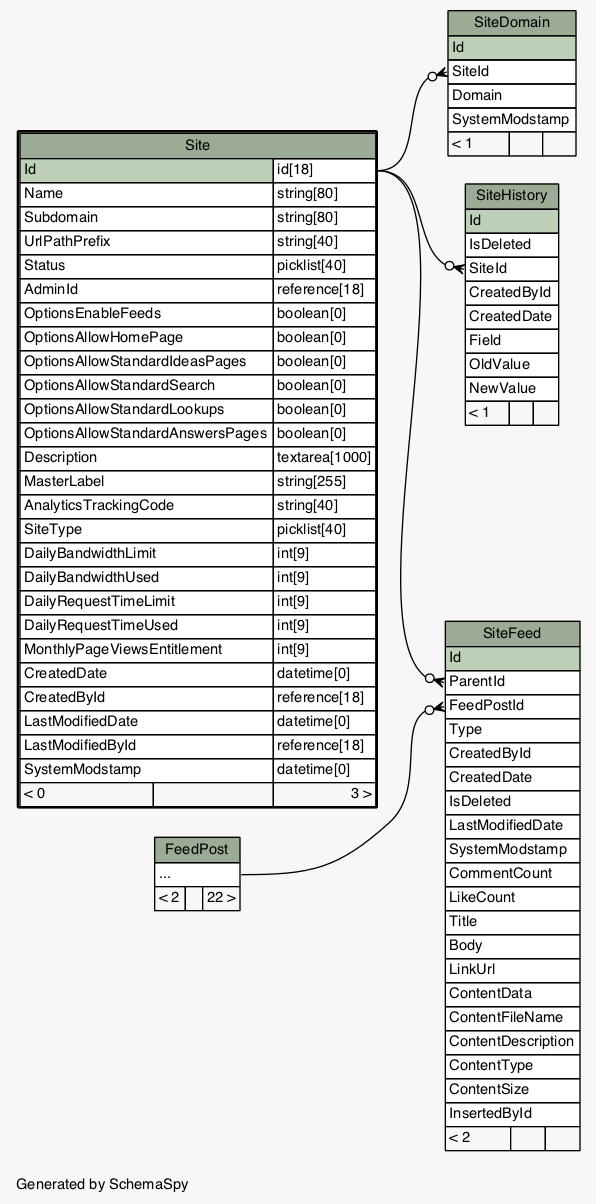 SiteDomain
Id
SiteId
Domain
SystemModstamp
< 1
Site
Id id[18]
Name string[80]
Subdomain string[80]
UrlPathPrefix string[40]
Status picklist[40]
AdminId reference[18]
OptionsEnableFeeds boolean[0]
OptionsAllowHomePage boolean[0]
OptionsAllowStandardIdeasPages boolean[0]
OptionsAllowStandardSearch boolean[0]
OptionsAllowStandardLookups boolean[0]
OptionsAllowStandardAnswersPages boolean[0]
Description textarea[1000]
MasterLabel string[255]
AnalyticsTrackingCode string[40]
SiteType picklist[40]
DailyBandwidthLimit int[9]
DailyBandwidthUsed int[9]
DailyRequestTimeLimit int[9]
DailyRequestTimeUsed int[9]
MonthlyPageViewsEntitlement int[9]
CreatedDate datetime[0]
CreatedById reference[18]
LastModifiedDate datetime[0]
LastModifiedById reference[18]
SystemModstamp datetime[0]
< 0 3 >
SiteHistory
Id
IsDeleted
SiteId
CreatedById
CreatedDate
Field
OldValue
NewValue
< 1
SiteFeed
Id
ParentId
FeedPostId
Type
CreatedById
CreatedDate
IsDeleted
LastModifiedDate
SystemModstamp
CommentCount
LikeCount
Title
Body
LinkUrl
ContentData
ContentFileName
ContentDescription
ContentType
ContentSize
InsertedById
< 2
FeedPost
...
< 2 22 >
Generated by SchemaSpy